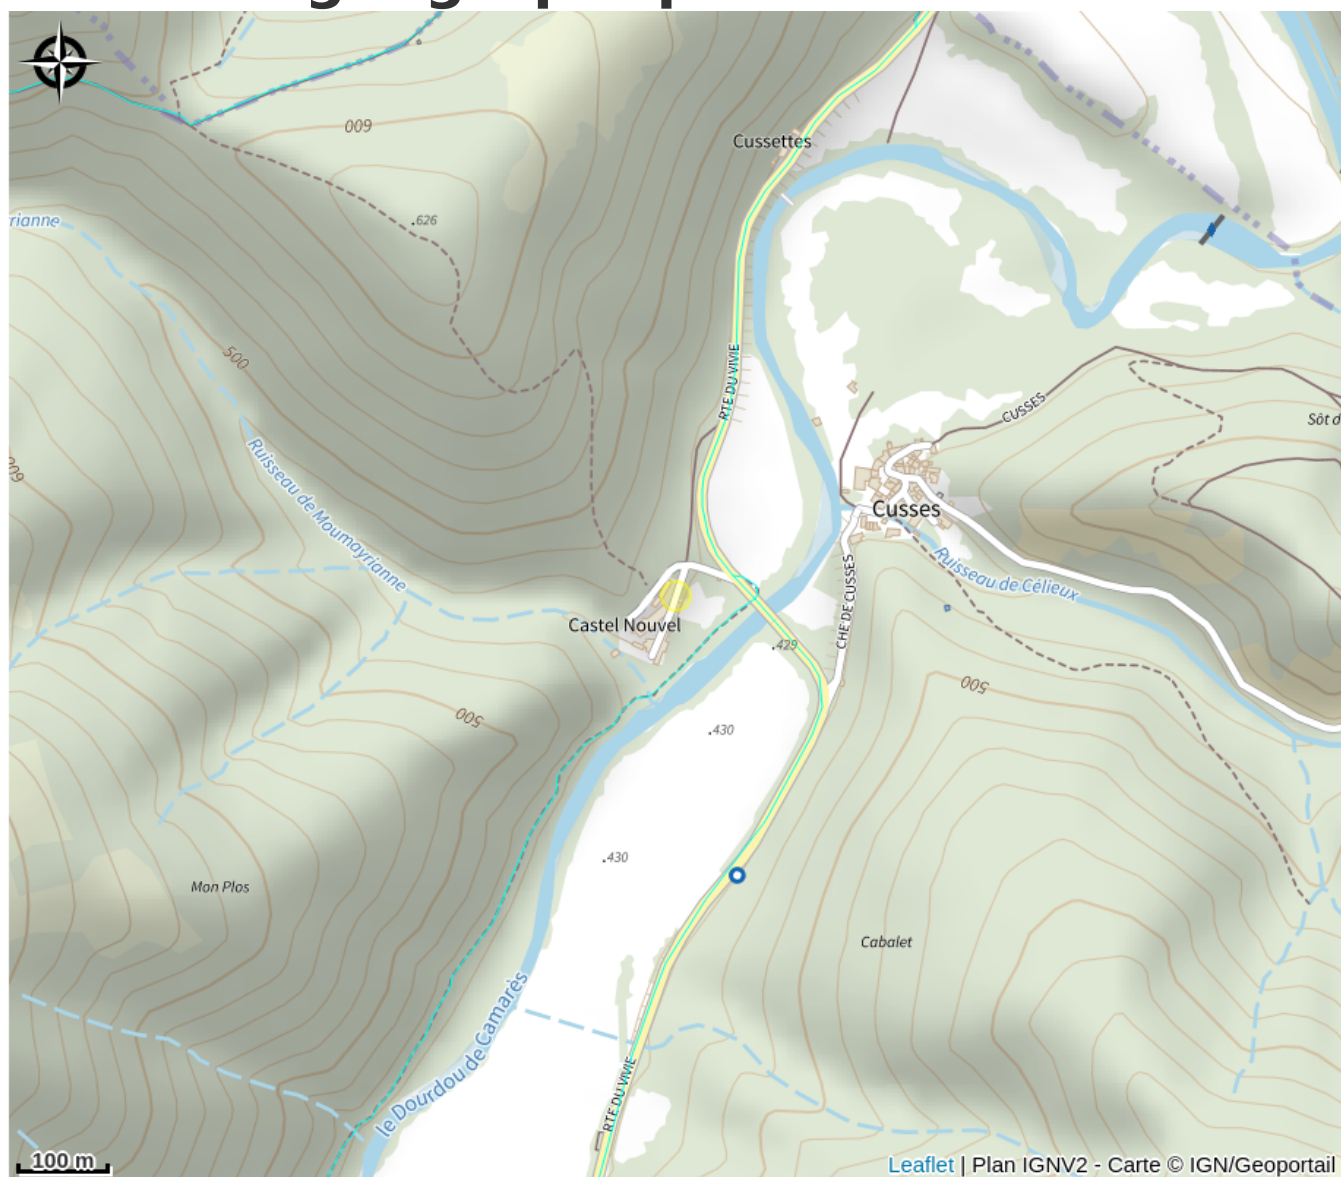 600
Cussettes
.626
rianne
500
RTE DU VIVIE
CUSSES
Sôt d
600
Ruisseau de Moumayrianne
Cusses
Ruisseau de Célieux
CHE DE CUSSES
Castel Nouvel
.429
500
500
.430
.430
Mon Plos
Cabalet
le Dourdou de Camarès
RTE DU VIVIE
100 m
Leaflet | Plan IGNV2 - Carte © IGN/Geoportail